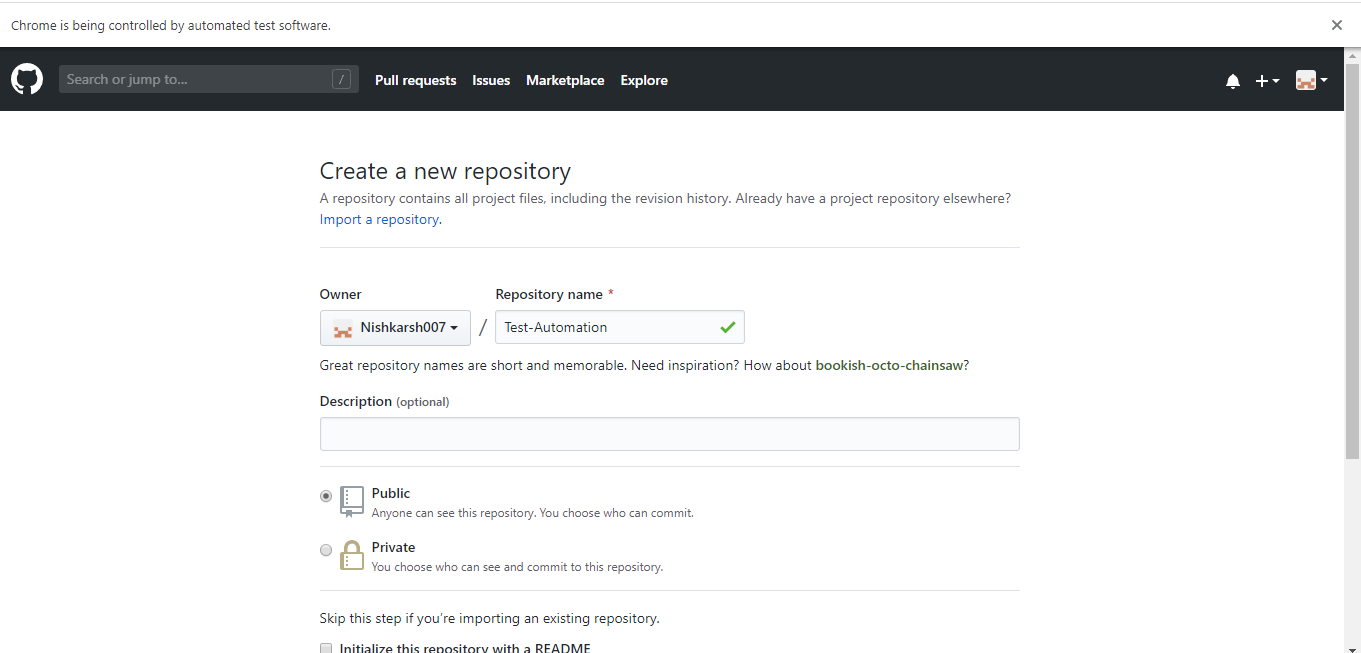 Chrome is being controlled by automated test software.
Search or jump to... / Pull requests Issues Marketplace Explore
Create a new repository
A repository contains all project files, including the revision history. Already have a project repository elsewhere?
Import a repository.
Owner Repository name *
Nishkarsh007 / Test-Automation
Great repository names are short and memorable. Need inspiration? How about bookish-octo-chainsaw?
Description (optional)
Public
Anyone can see this repository. You choose who can commit.
Private
You choose who can see and commit to this repository.
Skip this step if you’re importing an existing repository.
Initialize this repository with a README